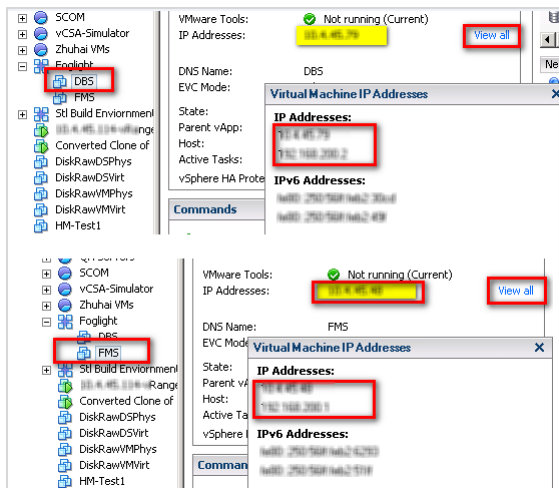 SCOM
vCSA-Simulator
Zhuhai VMs
Foglight
DBS
FMS
Stl Build Enviornment
Converted Clone of
DiskRawDSPhys
DiskRawDSVirt
DiskRawVMPhys
DiskRawVMVirt
HM-Test1
VMware Tools: Not running (Current)
IP Addresses: View all
DNS Name: DBS
EVC Mode:
State:
Parent vApp:
Host:
Active Tasks:
vSphere HA Prote
Commands
Virtual Machine IP Addresses x
IP Addresses:
IPv6 Addresses:
Ne
SCOM
vCSA-Simulator
Zhuhai VMs
Foglight
DBS
FMS
Stl Build Enviornment
Range
Converted Clone of
DiskRawDSPhys
DiskRawDSVirt
DiskRawVMPhys
DiskRawVMVirt
HM-Test1
VMware Tools: Not running (Current)
IP Addresses: View all
DNS Name: FMS
EVC Mode
State:
Parent vA
Host:
Active Ta
vSphere
Comman
Virtual Machine IP Addresses X
IP Addresses:
IPv6 Addresses: